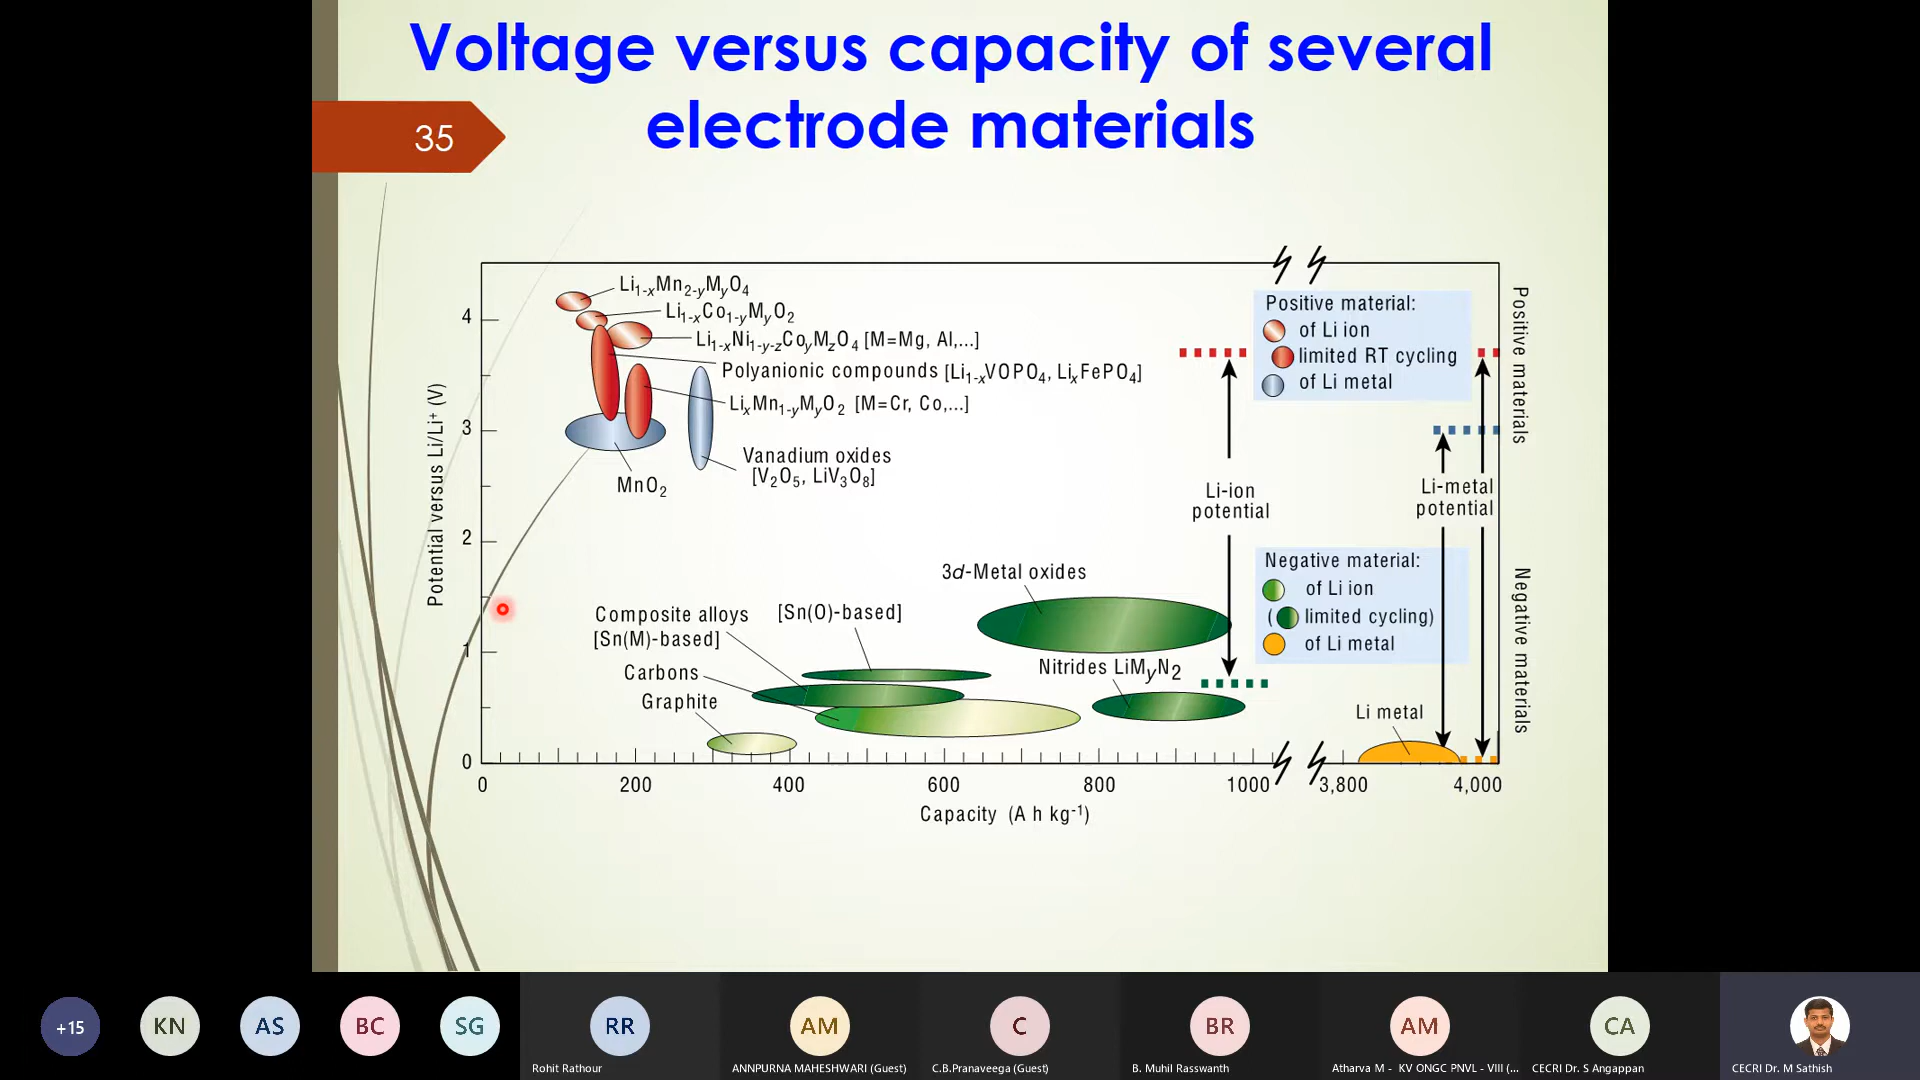 Voltage versus capacity of several
electrode materials
35
Li1-xMn2-yMyO4
Li1-xCo1-yMyO2
Li1-xNi1-y-zCoyMzO4 [M=Mg, Al,...]
Polyanionic compounds [Li1-xVOPO4, LixFePO4]
LixMn1-yMyO2 [M=Cr, Co,...]
Vanadium oxides
[V2O5, LiV3O8]
MnO2
Positive material:
of Li ion
limited RT cycling
of Li metal
Positive materials
Li-ion
potential
Li-metal
potential
Negative material:
of Li ion
( limited cycling)
of Li metal
Negative materials
3d-Metal oxides
Composite alloys
[Sn(M)-based]
[Sn(O)-based]
Carbons
Graphite
Nitrides LiMyN2
Li metal
Potential versus Li/Li+ (V)
4
3
2
1
0
0 200 400 600 800 1000 3,800 4,000
Capacity (A h kg-1)
+15
KN
AS
BC
SG
RR
Rohit Rathour
AM
ANNPURNA MAHESHWARI (Guest)
C
C.B.Pranaveega (Guest)
BR
B. Muhil Rasswanth
AM
Atharva M - KV ONGC PNVL - VIII (...
CA
CECRI Dr. S Angappan
CECRI Dr. M Sathish